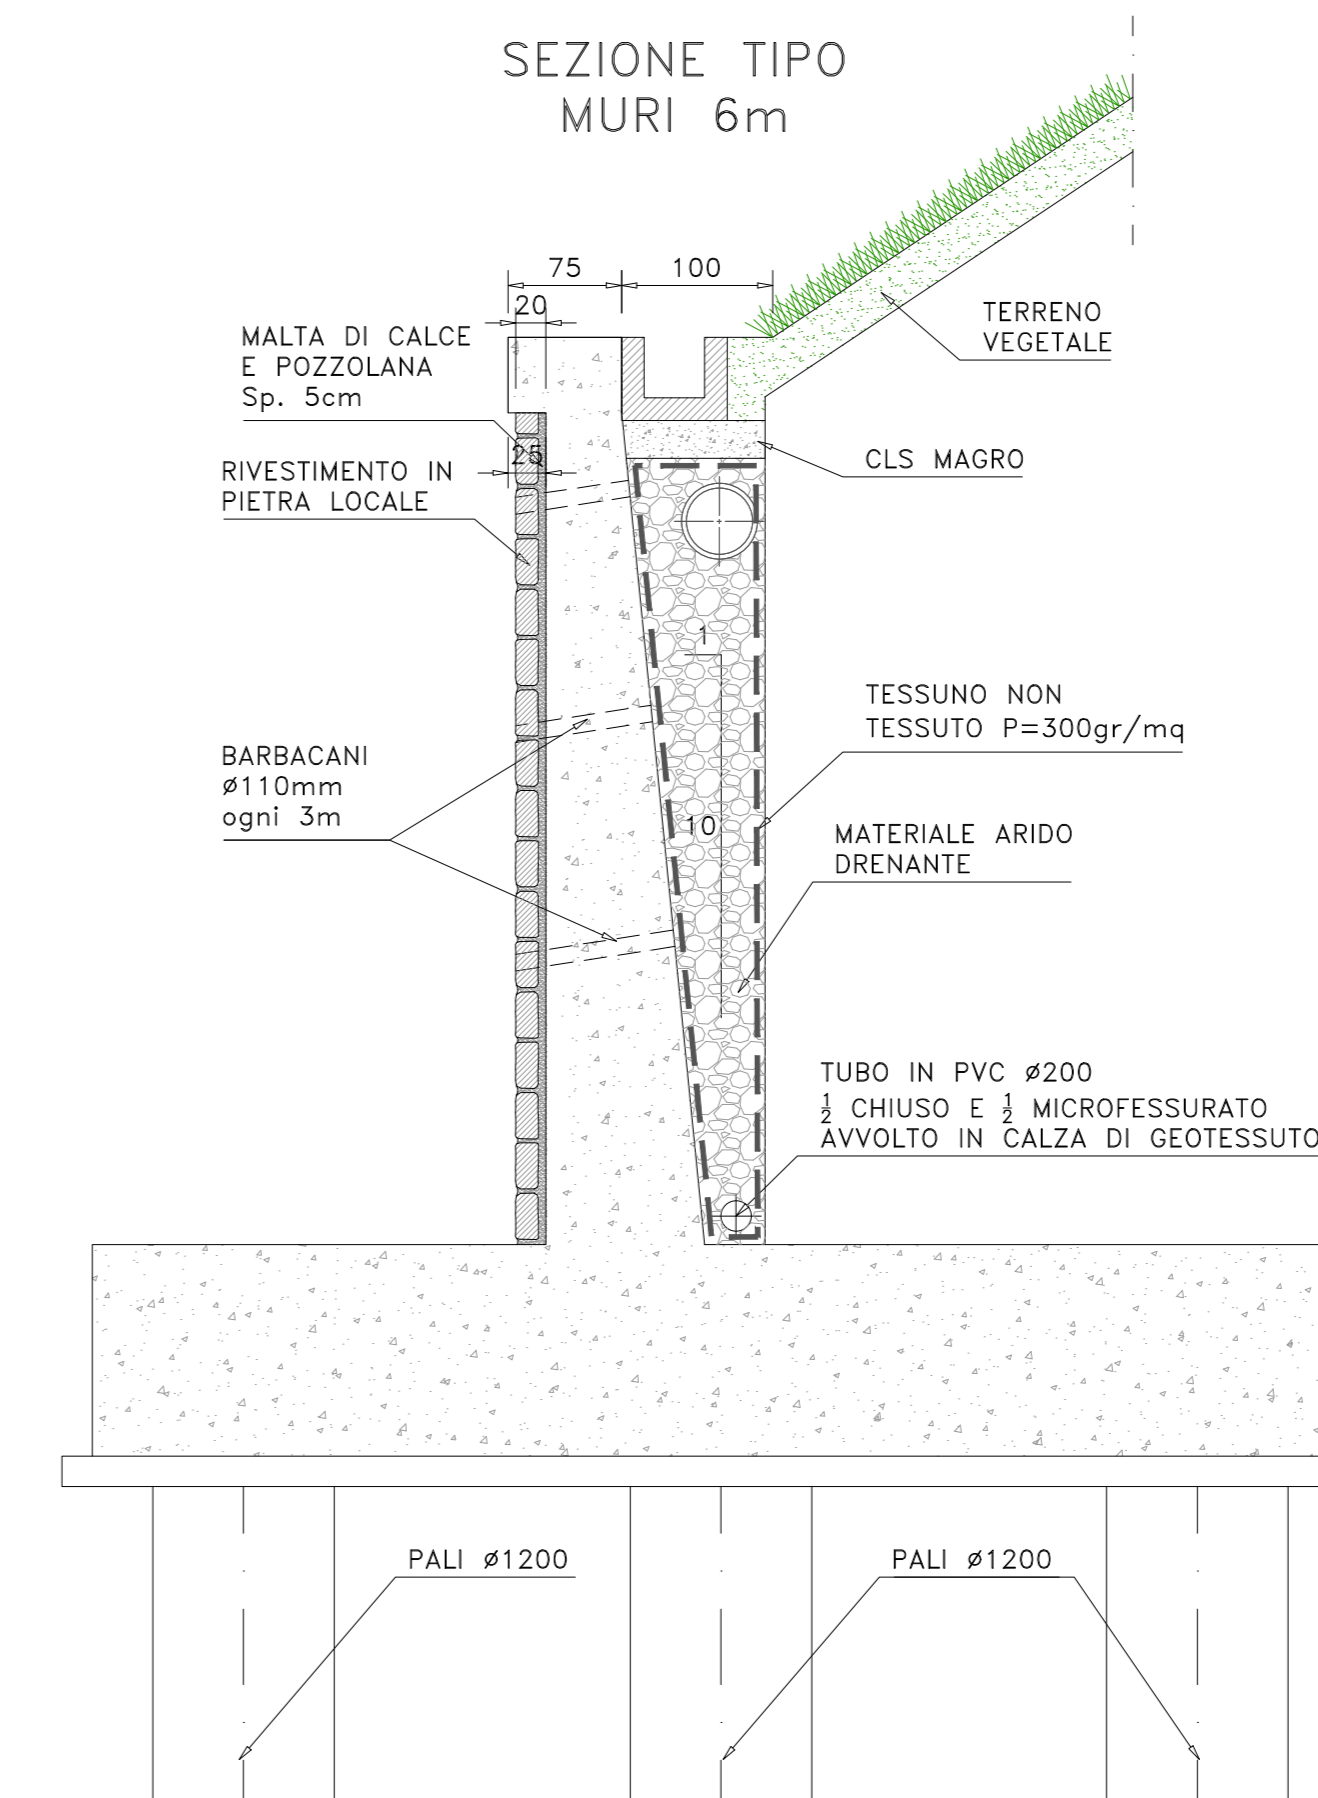 SEZIONE TIPO
MURI 6m
75
100
20
MALTA DI CALCE
E POZZOLANA
Sp. 5cm
TERRENO
VEGETALE
25
RIVESTIMENTO IN
PIETRA LOCALE
CLS MAGRO
1
TESSUNO NON
TESSUTO P=300gr/mq
BARBACANI
ø110mm
ogni 3m
10
MATERIALE ARIDO
DRENANTE
TUBO IN PVC ø200
½ CHIUSO E ½ MICROFESSURATO
AVVOLTO IN CALZA DI GEOTESSUTO
PALI ø1200
PALI ø1200